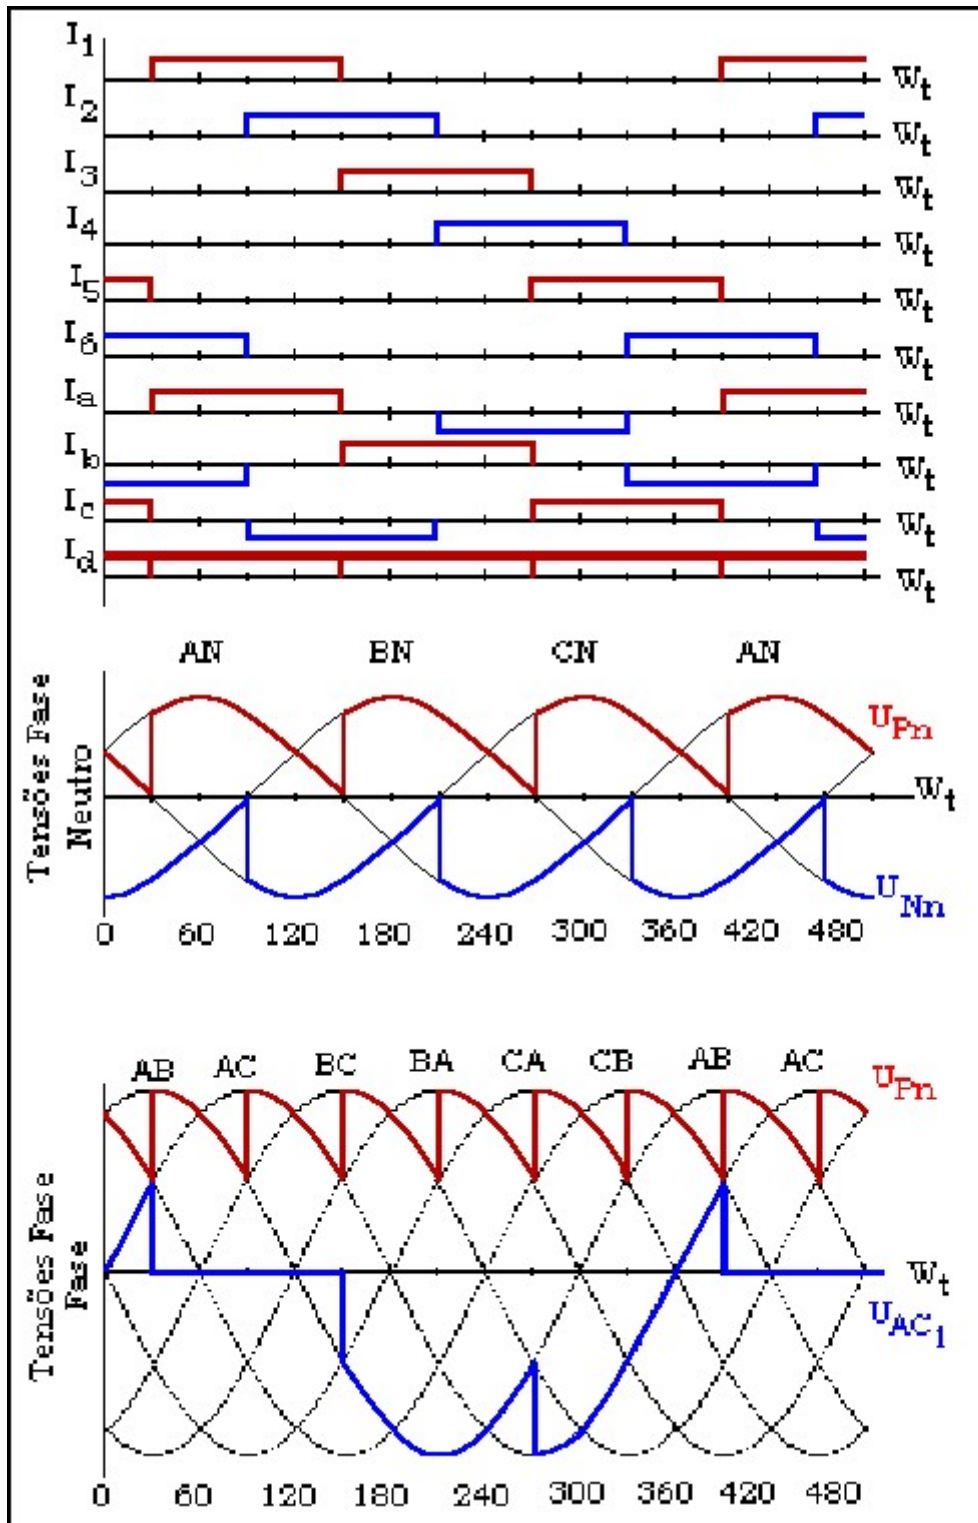 I1
Wt
I2
Wt
I3
Wt
I4
Wt
I5
Wt
I6
Wt
Ia
Wt
Ib
Wt
Ic
Wt
Id
Wt
AN BN CN AN
Tensões Fase
Neutro
UPn
Wt
UNn
0 60 120 180 240 300 360 420 480
AB AC BC BA CA CB AB AC
UPn
Tensões Fase
Fase
Wt
UAC1
0 60 120 180 240 300 360 420 480